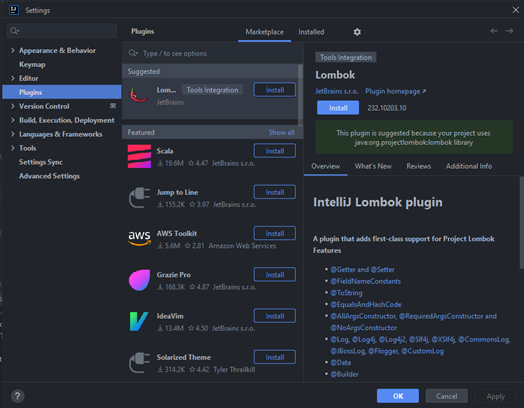 Settings
Appearance & Behavior
Keymap
Editor
Plugins
Version Control
Build, Execution, Deployment
Languages & Frameworks
Tools
Settings Sync
Advanced Settings
Plugins
Marketplace
Installed
Type / to see options
Suggested
Lom... Tools Integration Install
JetBrains
Featured Show all
Scala Install
19.6M 4.47 JetBrains s.r.o.
Jump to Line Install
155.2K 3.97 JetBrains s.r.o.
AWS Toolkit Install
aws 5.6M 2.81 Amazon Web Services
Grazie Pro Install
168.3K 4.87 JetBrains s.r.o.
IdeaVim Install
13.4M 4.50 JetBrains s.r.o.
Solarized Theme Install
314.2K 4.42 Tyler Thrailkill
Tools Integration
Lombok
JetBrains s.r.o. Plugin homepage ↗
Install 232.10203.10
This plugin is suggested because your project uses
java:org.projectlombok:lombok library
Overview What's New Reviews Additional Info
IntelliJ Lombok plugin
A plugin that adds first-class support for Project Lombok
Features
• @Getter and @Setter
• @FieldNameConstants
• @ToString
• @EqualsAndHashCode
• @AllArgsConstructor, @RequiredArgsConstructor and
@NoArgsConstructor
• @Log, @Log4j, @Log4j2, @Slf4j, @XSlf4j, @CommonsLog,
@JBossLog, @Flogger, @CustomLog
• @Data
• @Builder
? OK Cancel Apply